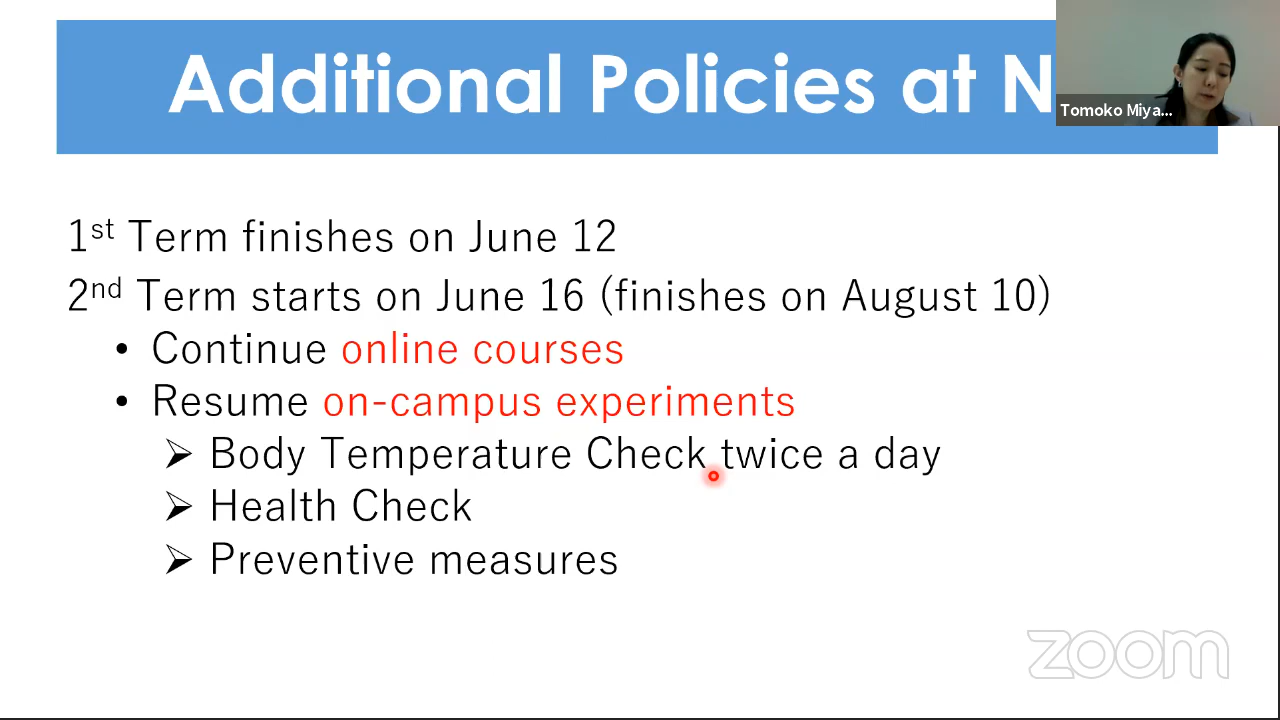 Additional Policies at N
Tomoko Miya...
1st Term finishes on June 12
2nd Term starts on June 16 (finishes on August 10)
• Continue online courses
• Resume on-campus experiments
➢ Body Temperature Check twice a day
➢ Health Check
➢ Preventive measures
zoom